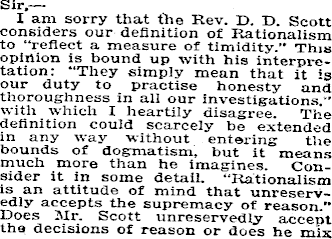 Sir,—
I am sorry that the Rev. D. D. Scott
considers our definition of Rationalism
to "reflect a measure of timidity." This
opinion is bound up with his interpre-
tation: "They simply mean that it is
our duty to practise honesty and
thoroughness in all our investigations,"
with which I heartily disagree. The
definition could scarcely be extended
in any way without entering the
bounds of dogmatism, but it means
much more than he imagines. Con-
sider it in some detail. "Rationalism
is an attitude of mind that unreserv-
edly accepts the supremacy of reason."
Does Mr. Scott unreservedly accept
the decisions of reason or does he mix